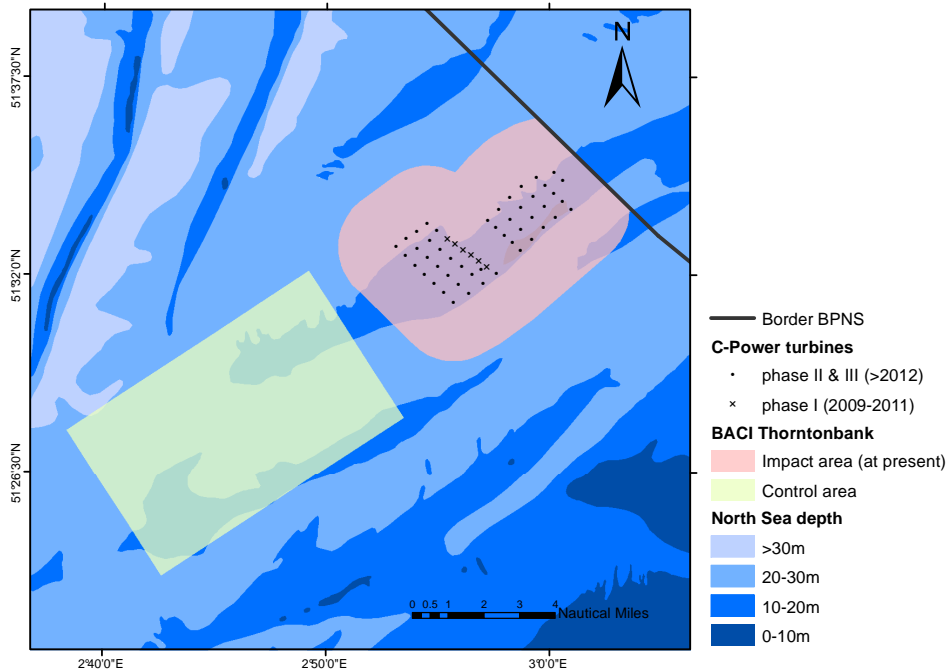 N
51°37'30"N
51°32'0"N
51°26'30"N
2°40'0"E
2°50'0"E
3°0'0"E
0 0.5 1 2 3 4
Nautical Miles
Border BPNS
C-Power turbines
phase II & III (>2012)
phase I (2009-2011)
BACI Thorntonbank
Impact area (at present)
Control area
North Sea depth
>30m
20-30m
10-20m
0-10m